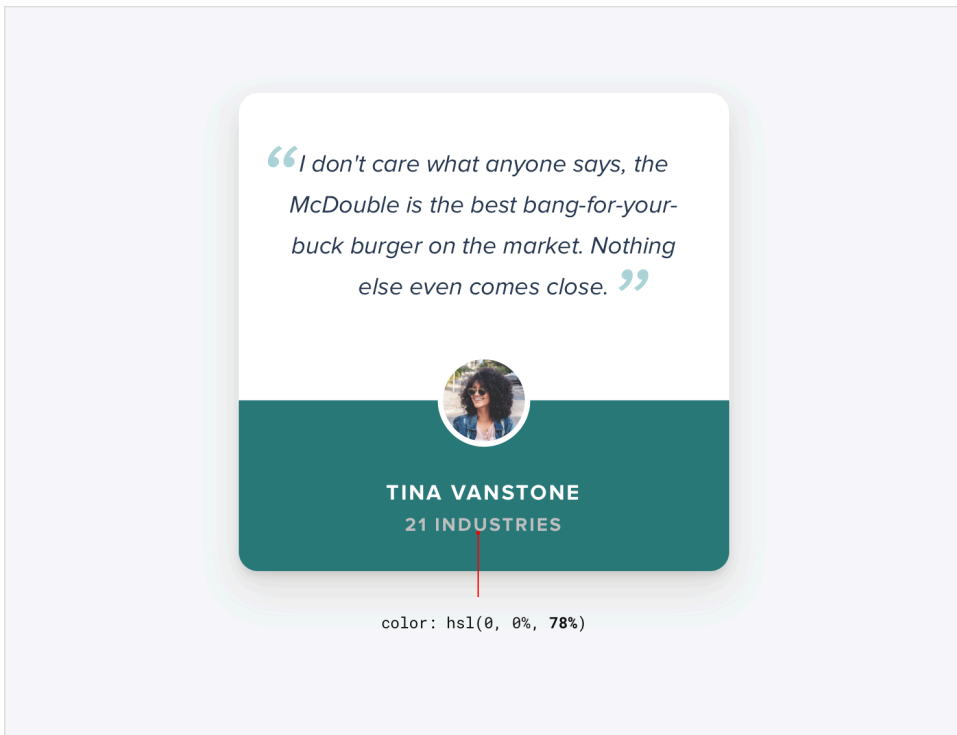 “I don't care what anyone says, the
McDouble is the best bang-for-your-
buck burger on the market. Nothing
else even comes close. ”
TINA VANSTONE
21 INDUSTRIES
color: hsl(0, 0%, 78%)